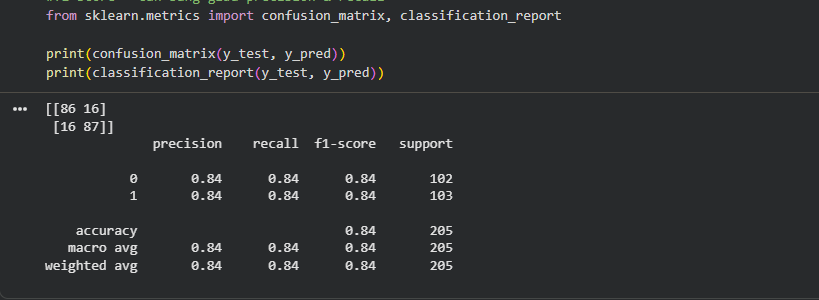 from sklearn.metrics import confusion_matrix, classification_report
print(confusion_matrix(y_test, y_pred))
print(classification_report(y_test, y_pred))
[[86 16]
[16 87]]
precision recall f1-score support
0 0.84 0.84 0.84 102
1 0.84 0.84 0.84 103
accuracy 0.84 205
macro avg 0.84 0.84 0.84 205
weighted avg 0.84 0.84 0.84 205